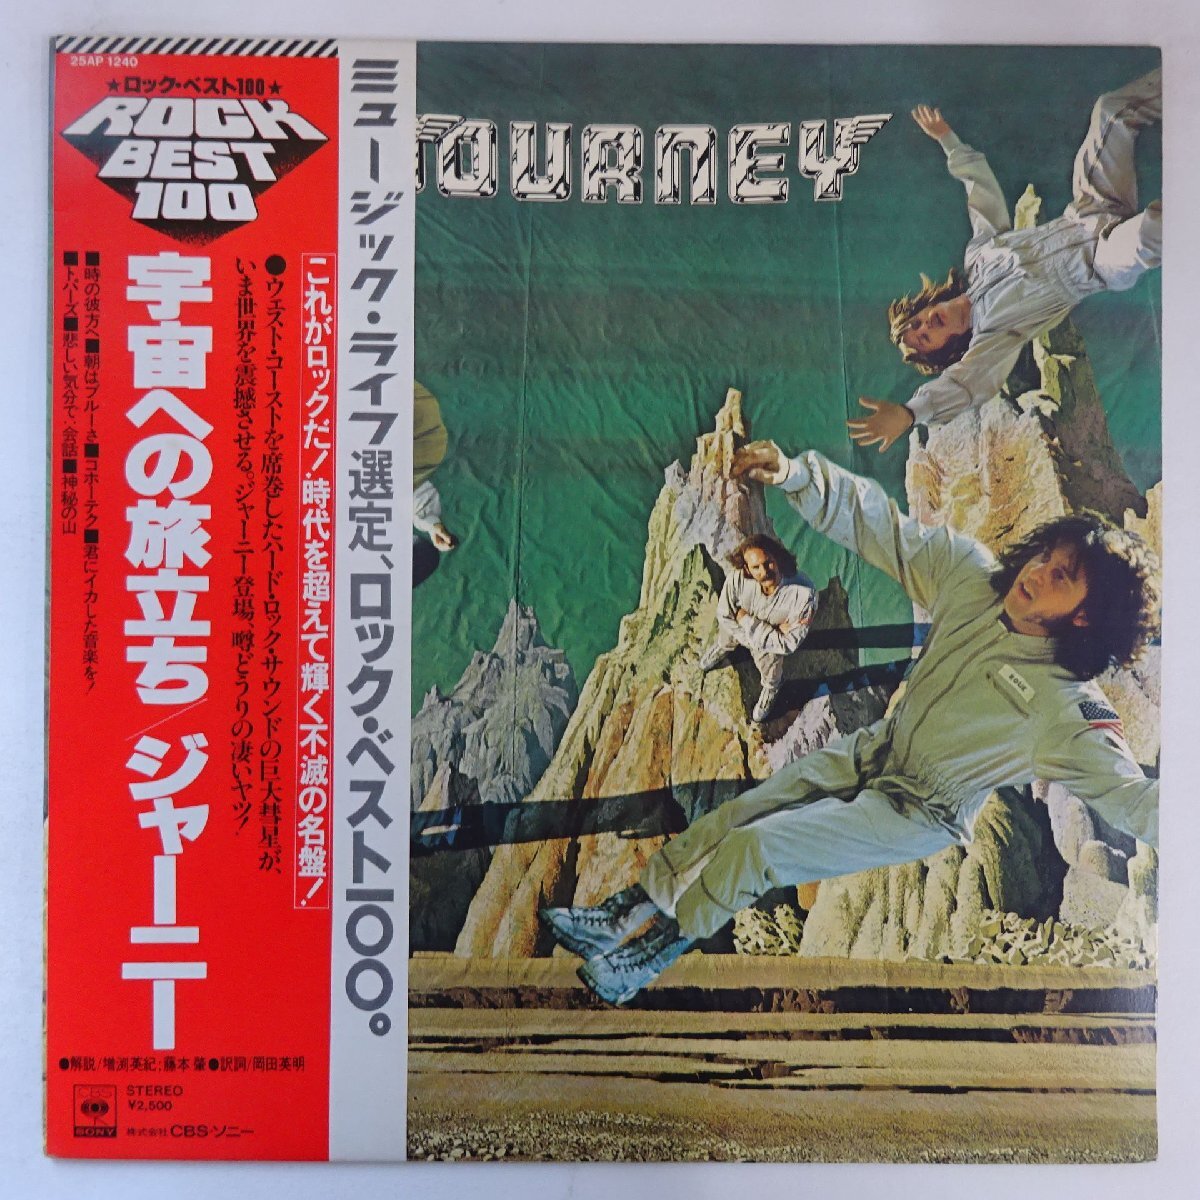 25AP 1240
★ロック・ベスト100★
ROCK
BEST
100
ミュージック・ライフ選定、ロック・ベスト一〇〇。
これがロックだ!時代を超えて輝く不滅の名盤!
●ウェスト・コーストを席巻したハード・ロック・サウンドの巨大彗星が、
いま世界を震撼させる。ジャーニー登場、噂どうりの凄いヤツ!
宇宙への旅立ち/ジャーニー
■時の彼方へ■朝はブルーさ■コホーテク■君にイカした音楽を!
■トパーズ■悲しい気分で・会話■神秘の山
●解説/増渕英紀;藤本 肇●訳詞/岡田英明
CBS
SONY
STEREO
¥2,500
株式会社 CBS・ソニー
JOURNEY
ROCK